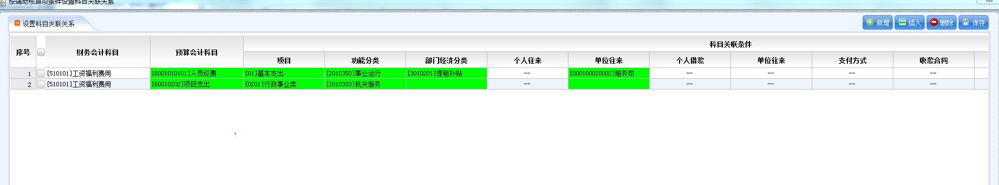 按辅助核算项条件设置科目关联关系
设置科目关联关系
新增 插入 删除 保存
序号 财务会计科目 预算会计科目 科目关联条件
项目 功能分类 部门经济分类 个人往来 单位往来 个人借款 单位往来 支付方式 收款合同
1 [510101]工资福利费用 [6001010101]人员经费 [01]基本支出 [2010350]事业运行 [3010201]提租补贴 -- [000100020002]服务司 -- -- -- --
2 [510101]工资福利费用 [60010202]项目支出 [0201]行政事业类 [2010303]机关服务 -- -- -- -- --